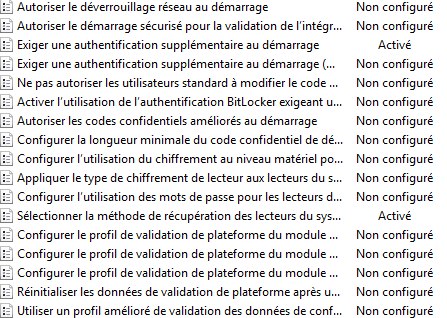 Autoriser le déverrouillage réseau au démarrage Non configuré
Autoriser le démarrage sécurisé pour la validation de l'intégr... Non configuré
Exiger une authentification supplémentaire au démarrage Activé
Exiger une authentification supplémentaire au démarrage (... Non configuré
Ne pas autoriser les utilisateurs standard à modifier le code ... Non configuré
Activer l'utilisation de l'authentification BitLocker exigeant u... Non configuré
Autoriser les codes confidentiels améliorés au démarrage Non configuré
Configurer la longueur minimale du code confidentiel de dé... Non configuré
Configurer l'utilisation du chiffrement au niveau matériel po... Non configuré
Appliquer le type de chiffrement de lecteur aux lecteurs du s... Non configuré
Configurer l'utilisation des mots de passe pour les lecteurs d... Non configuré
Sélectionner la méthode de récupération des lecteurs du sys... Activé
Configurer le profil de validation de plateforme du module ... Non configuré
Configurer le profil de validation de plateforme du module ... Non configuré
Configurer le profil de validation de plateforme du module ... Non configuré
Réinitialiser les données de validation de plateforme après u... Non configuré
Utiliser un profil amélioré de validation des données de conf... Non configuré